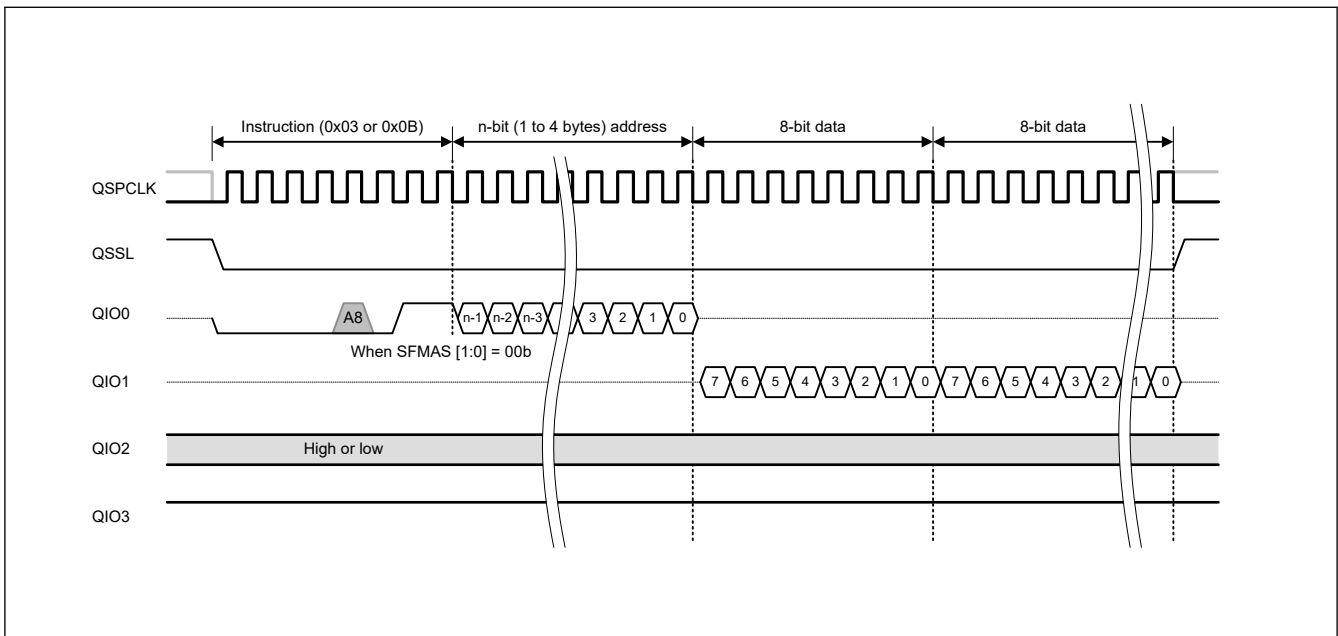 Instruction (0x03 or 0x0B) n-bit (1 to 4 bytes) address 8-bit data 8-bit data
QSPCLK
QSSL
QIO0 A8 n-1 n-2 n-3 3 2 1 0
When SFMAS [1:0] = 00b
QIO1 7 6 5 4 3 2 1 0 7 6 5 4 3 2 1 0
QIO2 High or low
QIO3